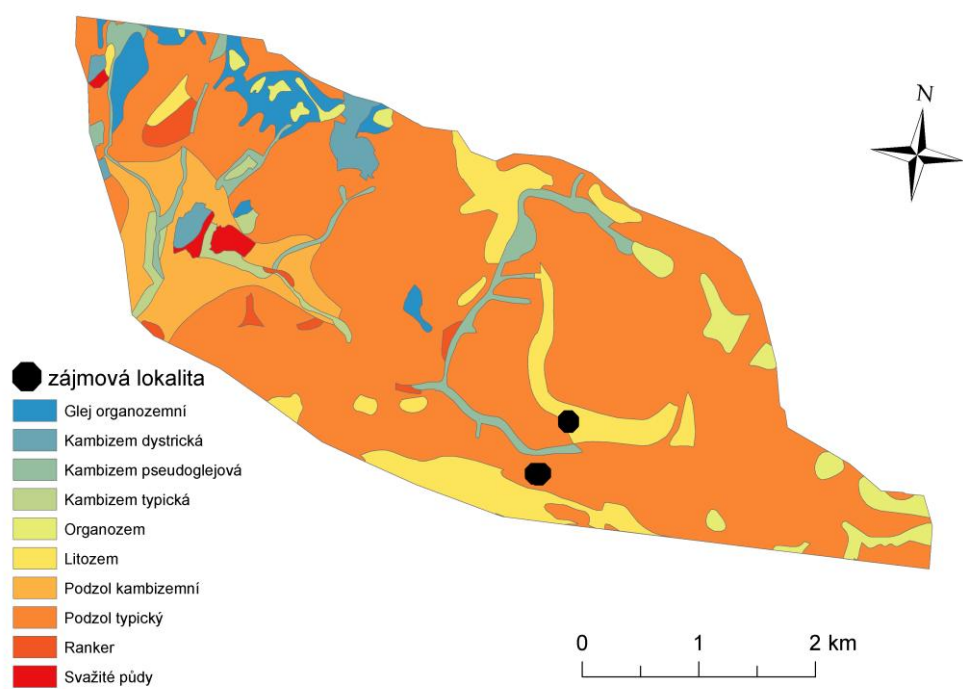 N
zájmová lokalita
Glej organozemní
Kambizem dystrická
Kambizem pseudoglejová
Kambizem typická
Organozem
Litozem
Podzol kambizemní
Podzol typický
Ranker
Svažité půdy
0 1 2 km